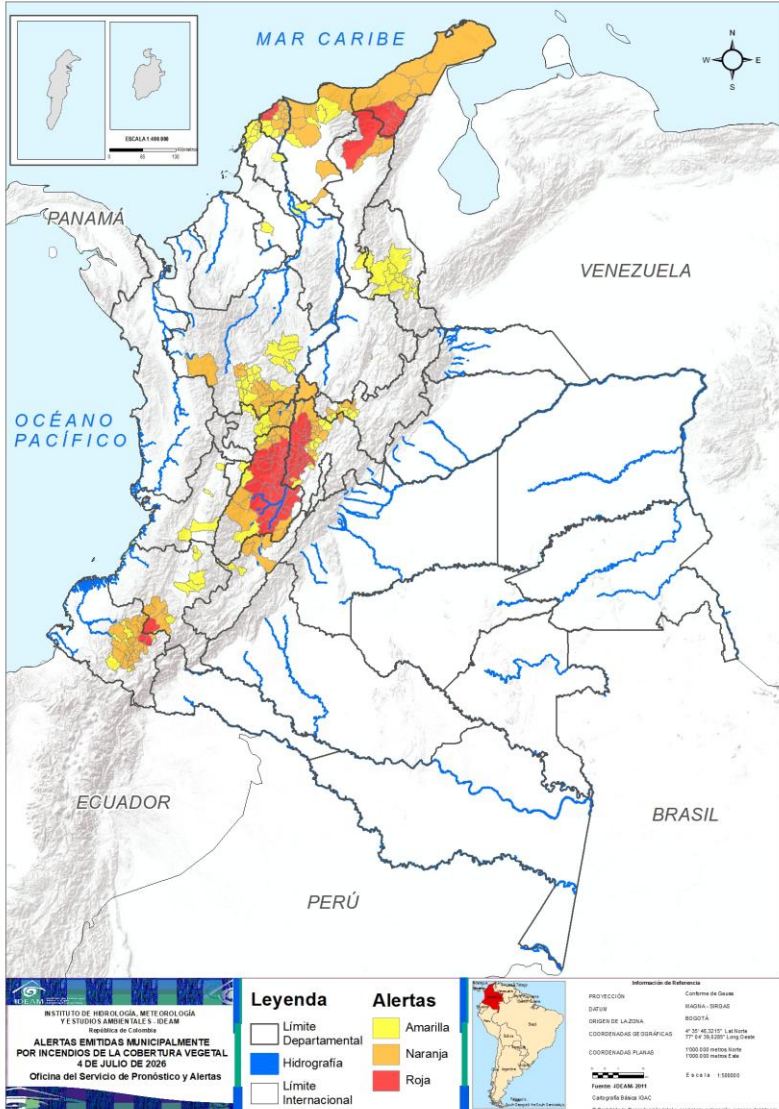 MAR CARIBE
N
W
E
S
ESCALA 1:400.000
PANAMÁ
VENEZUELA
OCÉANO
PACÍFICO
ECUADOR
BRASIL
PERÚ
IDEAM
INSTITUTO DE HIDROLOGÍA, METEOROLOGÍA
Y ESTUDIOS AMBIENTALES - IDEAM
República de Colombia
ALERTAS EMITIDAS MUNICIPALMENTE
POR INCENDIOS DE LA COBERTURA VEGETAL
4 DE JULIO DE 2026
Oficina del Servicio de Pronóstico y Alertas
Leyenda
Límite
Departamental
Hidrografía
Límite
Internacional
Alertas
Amarilla
Naranja
Roja
Información de Referencia
PROYECCIÓN
Conforme de Gauss
DATUM
MAGNA - SIRGAS
ORIGEN DE LA ZONA
BOGOTÁ
COORDENADAS GEOGRÁFICAS
COORDENADAS PLANAS
1'000.000 metros Norte
1'000.000 metros Este
Escala
Fuente: IDEAM- 2011
Cartografía Básica: IGAC